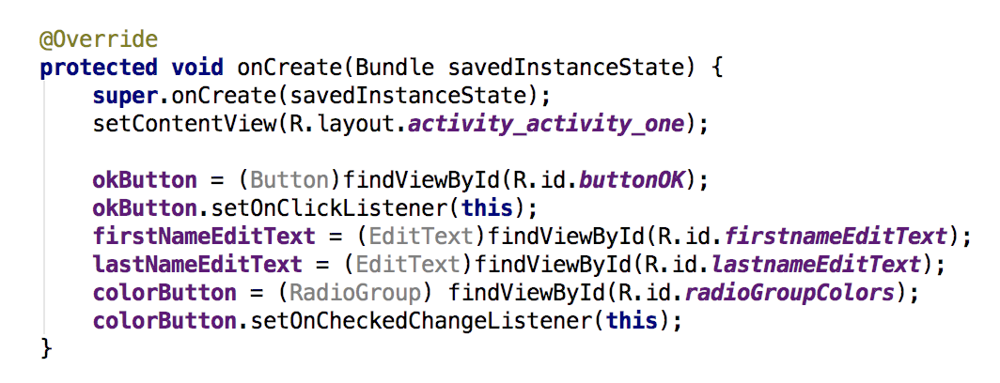 @Override
protected void onCreate(Bundle savedInstanceState) {
    super.onCreate(savedInstanceState);
    setContentView(R.layout.activity_activity_one);

    okButton = (Button)findViewById(R.id.buttonOK);
    okButton.setOnClickListener(this);
    firstNameEditText = (EditText)findViewById(R.id.firstnameEditText);
    lastNameEditText = (EditText)findViewById(R.id.lastnameEditText);
    colorButton = (RadioGroup) findViewById(R.id.radioGroupColors);
    colorButton.setOnCheckedChangeListener(this);
}